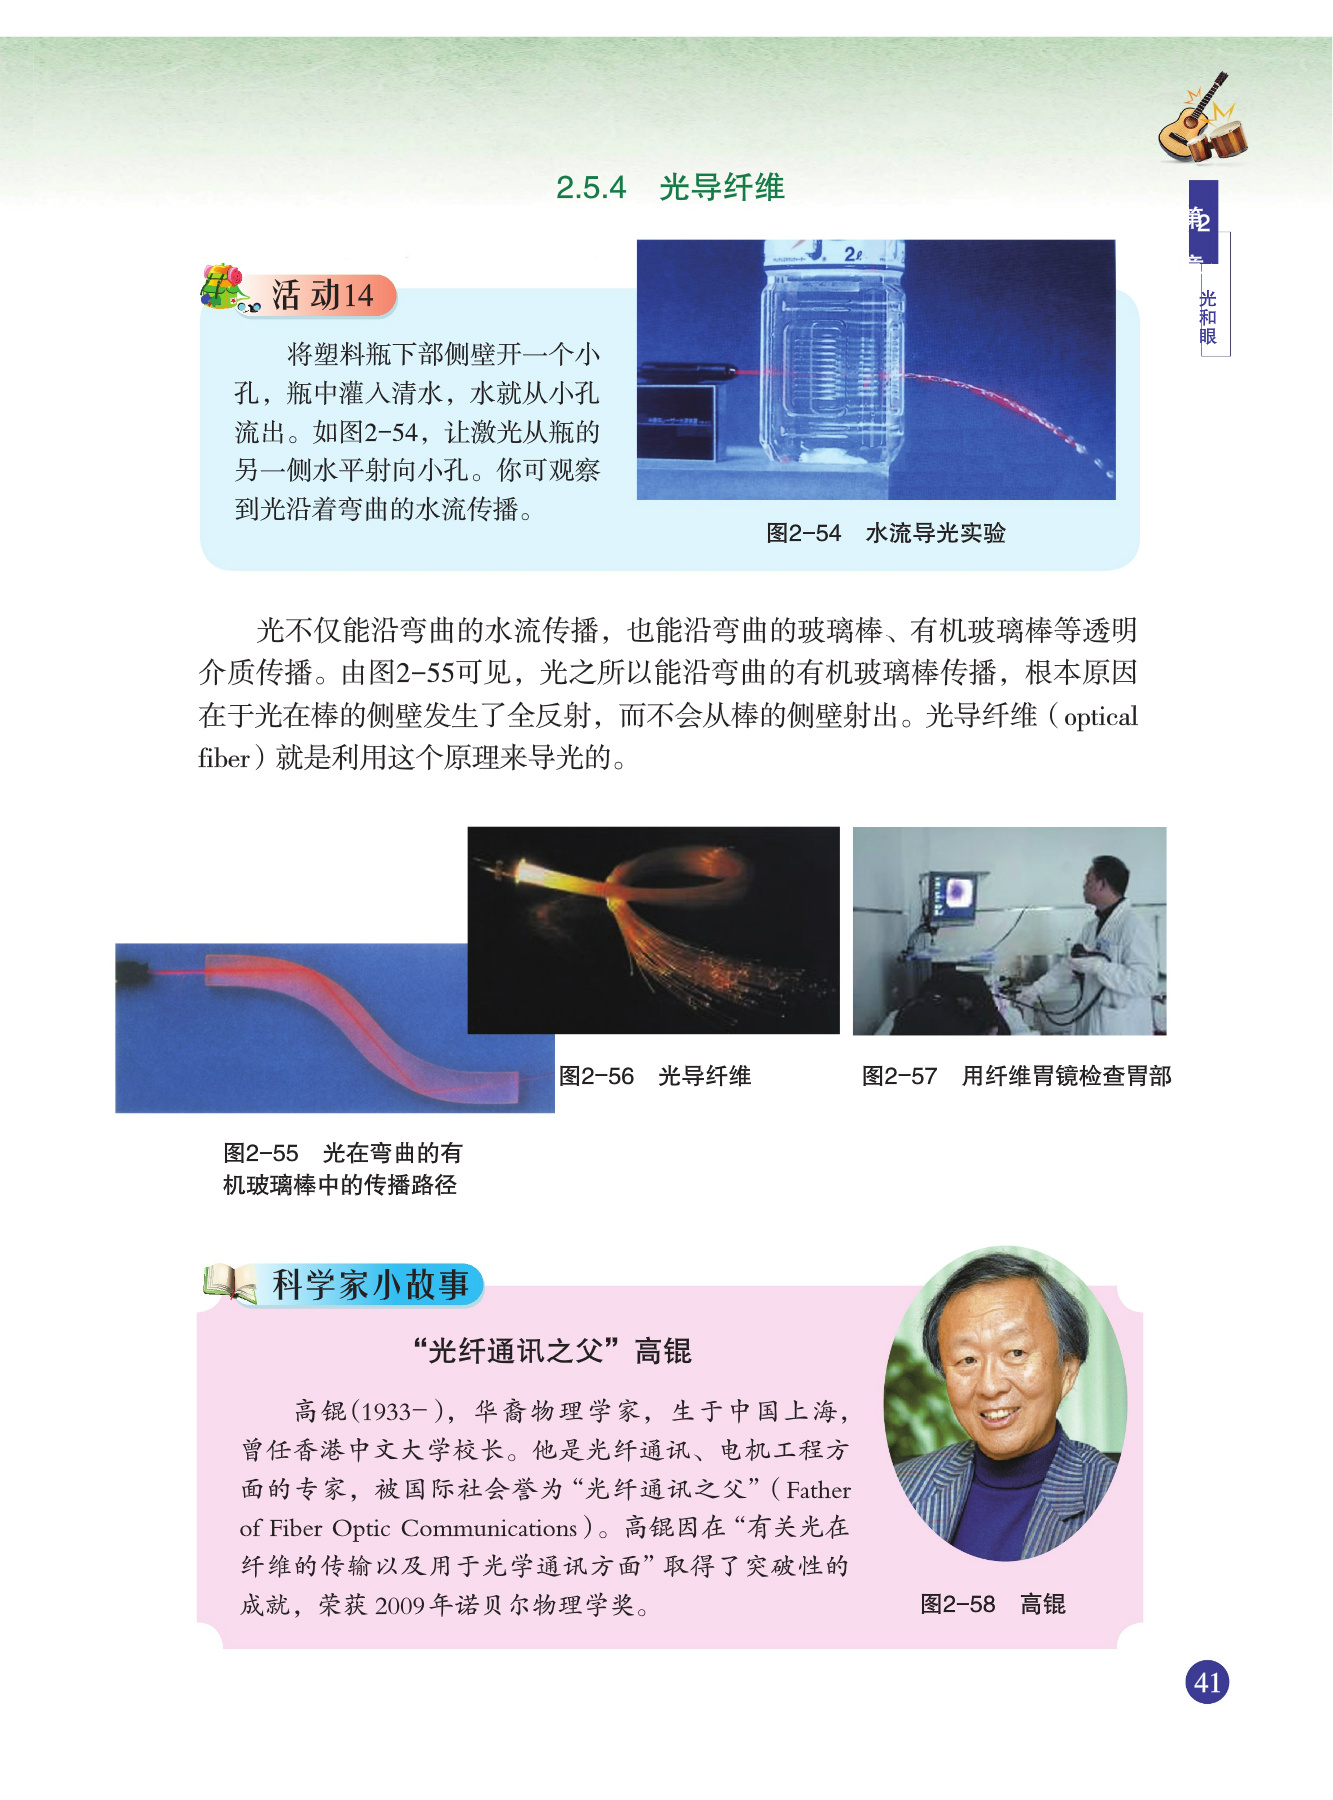 2.5.4 光导纤维
第2章
光和眼
活动14
将塑料瓶下部侧壁开一个小
孔，瓶中灌入清水，水就从小孔
流出。如图2-54，让激光从瓶的
另一侧水平射向小孔。你可观察
到光沿着弯曲的水流传播。
2ℓ
图2-54 水流导光实验
光不仅能沿弯曲的水流传播，也能沿弯曲的玻璃棒、有机玻璃棒等透明
介质传播。由图2-55可见，光之所以能沿弯曲的有机玻璃棒传播，根本原因
在于光在棒的侧壁发生了全反射，而不会从棒的侧壁射出。光导纤维（optical
fiber）就是利用这个原理来导光的。
图2-56 光导纤维
图2-57 用纤维胃镜检查胃部
图2-55 光在弯曲的有
机玻璃棒中的传播路径
科学家小故事
“光纤通讯之父”高锟
高锟(1933- )，华裔物理学家，生于中国上海，
曾任香港中文大学校长。他是光纤通讯、电机工程方
面的专家，被国际社会誉为“光纤通讯之父”（Father
of Fiber Optic Communications）。高锟因在“有关光在
纤维的传输以及用于光学通讯方面”取得了突破性的
成就，荣获 2009年诺贝尔物理学奖。
图2-58 高锟
41